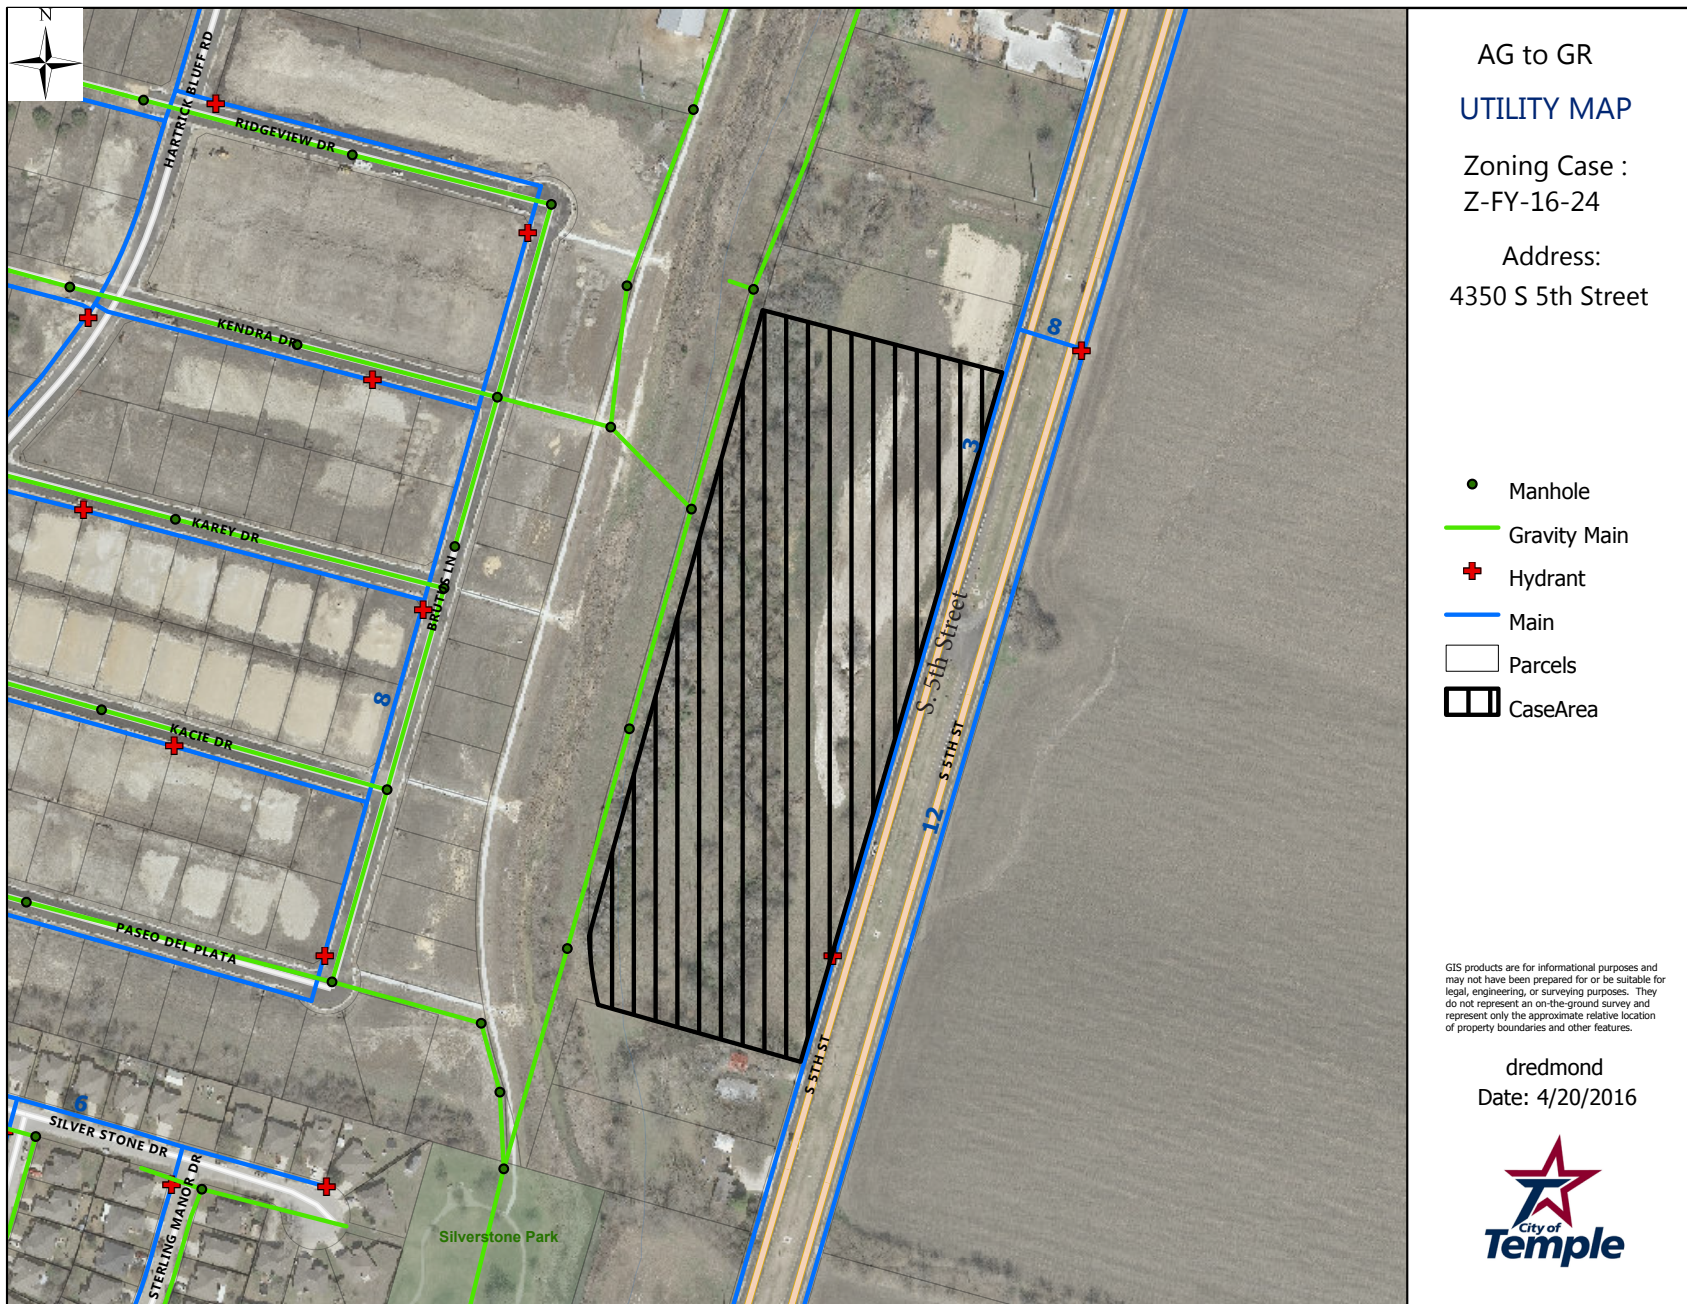 N
HARTRICK BLUFF RD
RIDGEVIEW DR
KENDRA DR
KAREY DR
BRUTUS LN
8
KACIE DR
PASEO DEL PLATA
6
SILVER STONE DR
STERLING MANOR DR
Silverstone Park
8
3
S. 5th Street
S 5TH ST
12
S 5TH ST
AG to GR
UTILITY MAP
Zoning Case :
Z-FY-16-24
Address:
4350 S 5th Street
Manhole
Gravity Main
Hydrant
Main
Parcels
CaseArea
GIS products are for informational purposes and
may not have been prepared for or be suitable for
legal, engineering, or surveying purposes. They
do not represent an on-the-ground survey and
represent only the approximate relative location
of property boundaries and other features.
dredmond
Date: 4/20/2016
City of
Temple